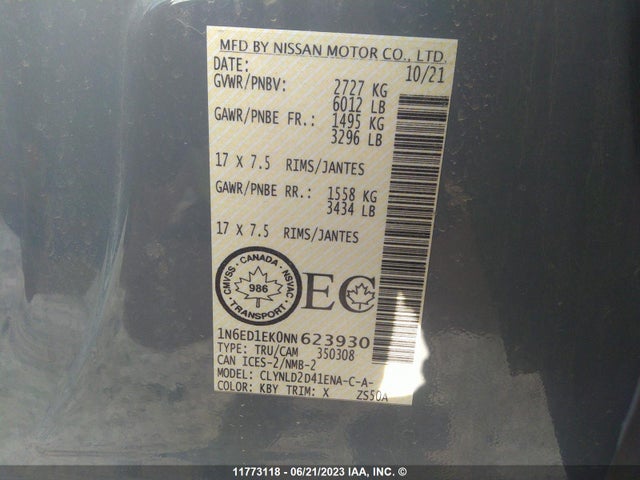 MFD BY NISSAN MOTOR CO., LTD.
DATE: 10/21
GVWR/PNBV: 2727 KG
6012 LB
GAWR/PNBE FR.: 1495 KG
3296 LB
17 X 7.5 RIMS/JANTES
GAWR/PNBE RR.: 1558 KG
3434 LB
17 X 7.5 RIMS/JANTES
CMVSS · CANADA · NSVAC
986
TRANSPORT
EC
1N6ED1EK0NN623930
TYPE: TRU/CAM 350308
CAN ICES-2/NMB-2
MODEL: CLYNLD2D41ENA-C-A-
COLOR: KBY TRIM: X ZS50A
11773118 - 06/21/2023 IAA, Inc. ©